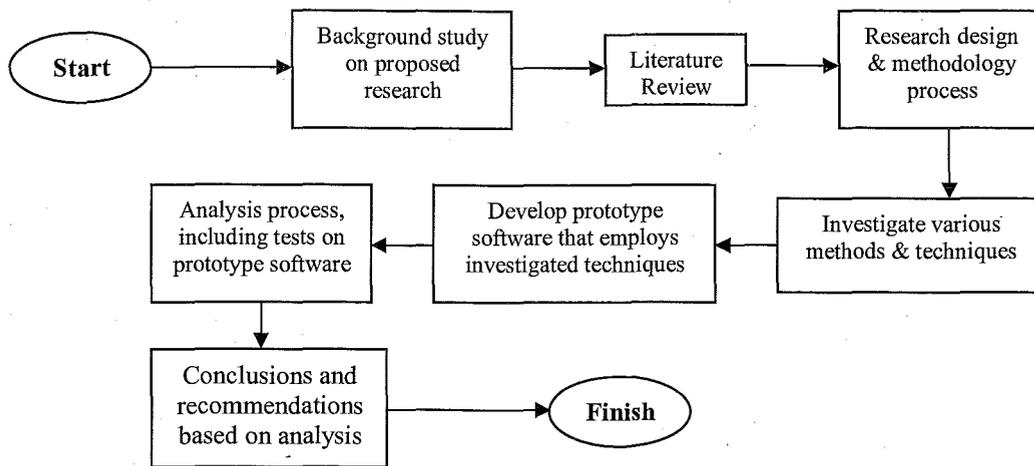 Start
Background study
on proposed
research
Literature
Review
Research design
& methodology
process
Investigate various
methods & techniques
Develop prototype
software that employs
investigated techniques
Analysis process,
including tests on
prototype software
Conclusions and
recommendations
based on analysis
Finish